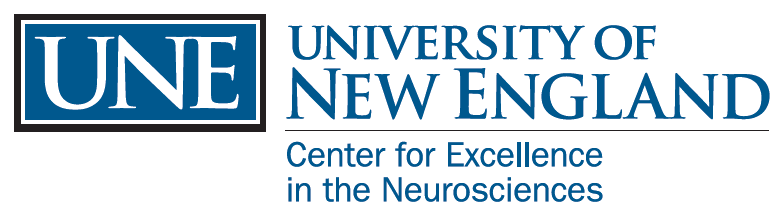 UNE
UNIVERSITY OF
NEW ENGLAND
Center for Excellence
in the Neurosciences